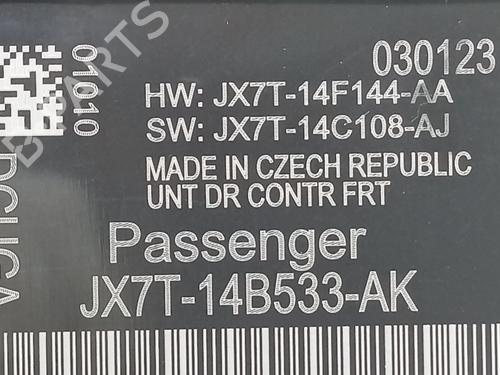 030123
01010
HW: JX7T-14F144-AA
SW: JX7T-14C108-AJ
MADE IN CZECH REPUBLIC
UNT DR CONTR FRT
Passenger
JX7T-14B533-AK